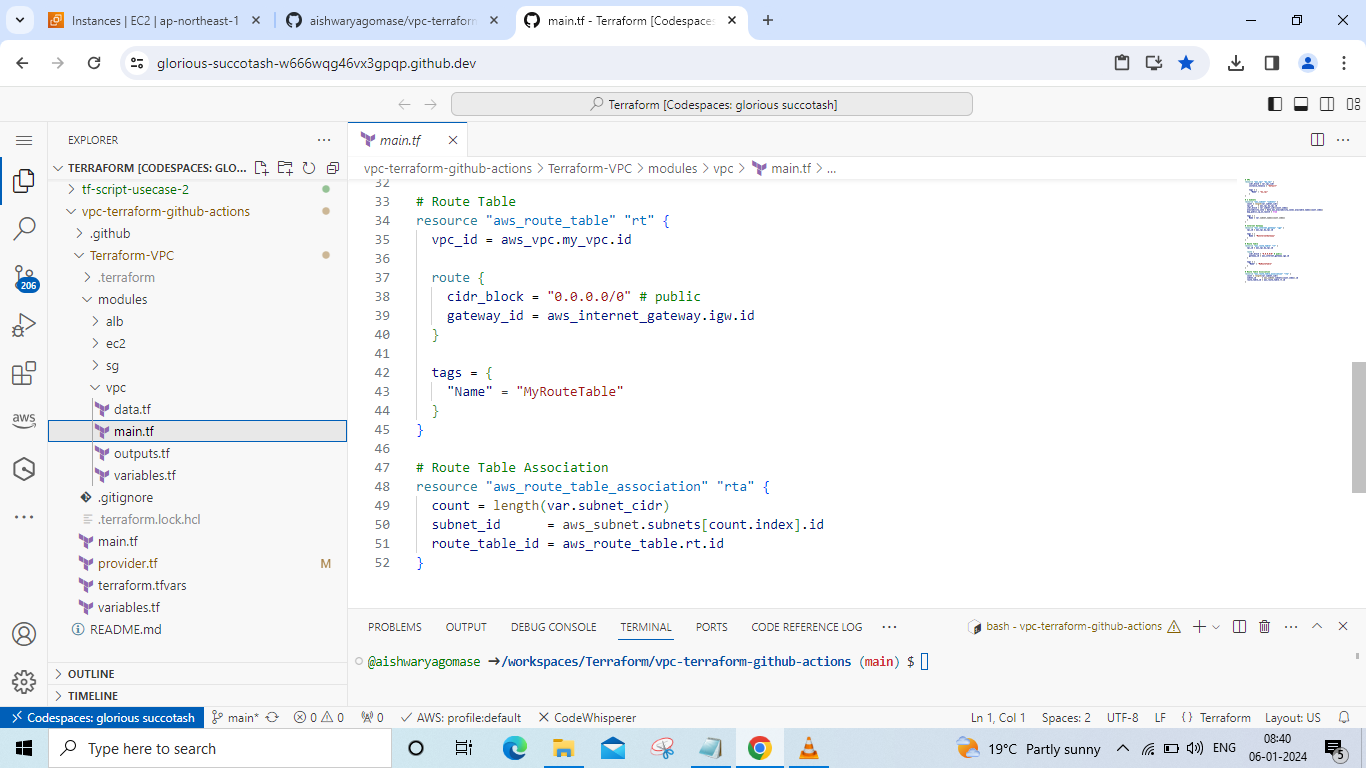 Instances | EC2 | ap-northeast-1
aishwaryagomase/vpc-terraform
main.tf - Terraform [Codespaces
glorious-succotash-w666wqg46vx3gpqp.github.dev
Terraform [Codespaces: glorious succotash]
EXPLORER
TERRAFORM [CODESPACES: GLO...
tf-script-usecase-2
vpc-terraform-github-actions
.github
Terraform-VPC
.terraform
modules
alb
ec2
sg
vpc
data.tf
main.tf
outputs.tf
variables.tf
.gitignore
.terraform.lock.hcl
main.tf
provider.tf M
terraform.tfvars
variables.tf
README.md
OUTLINE
TIMELINE
206
aws
main.tf
vpc-terraform-github-actions > Terraform-VPC > modules > vpc > main.tf > ...
32
33 # Route Table
34 resource "aws_route_table" "rt" {
35 vpc_id = aws_vpc.my_vpc.id
36
37 route {
38 cidr_block = "0.0.0.0/0" # public
39 gateway_id = aws_internet_gateway.igw.id
40 }
41
42 tags = {
43 "Name" = "MyRouteTable"
44 }
45 }
46
47 # Route Table Association
48 resource "aws_route_table_association" "rta" {
49 count = length(var.subnet_cidr)
50 subnet_id = aws_subnet.subnets[count.index].id
51 route_table_id = aws_route_table.rt.id
52 }
PROBLEMS OUTPUT DEBUG CONSOLE TERMINAL PORTS CODE REFERENCE LOG
bash - vpc-terraform-github-actions
@aishwaryagomase →/workspaces/Terraform/vpc-terraform-github-actions (main) $
Codespaces: glorious succotash main* 0 0 0 AWS: profile:default CodeWhisperer Ln 1, Col 1 Spaces: 2 UTF-8 LF {} Terraform Layout: US
Type here to search
19°C Partly sunny
ENG
08:40
06-01-2024
5